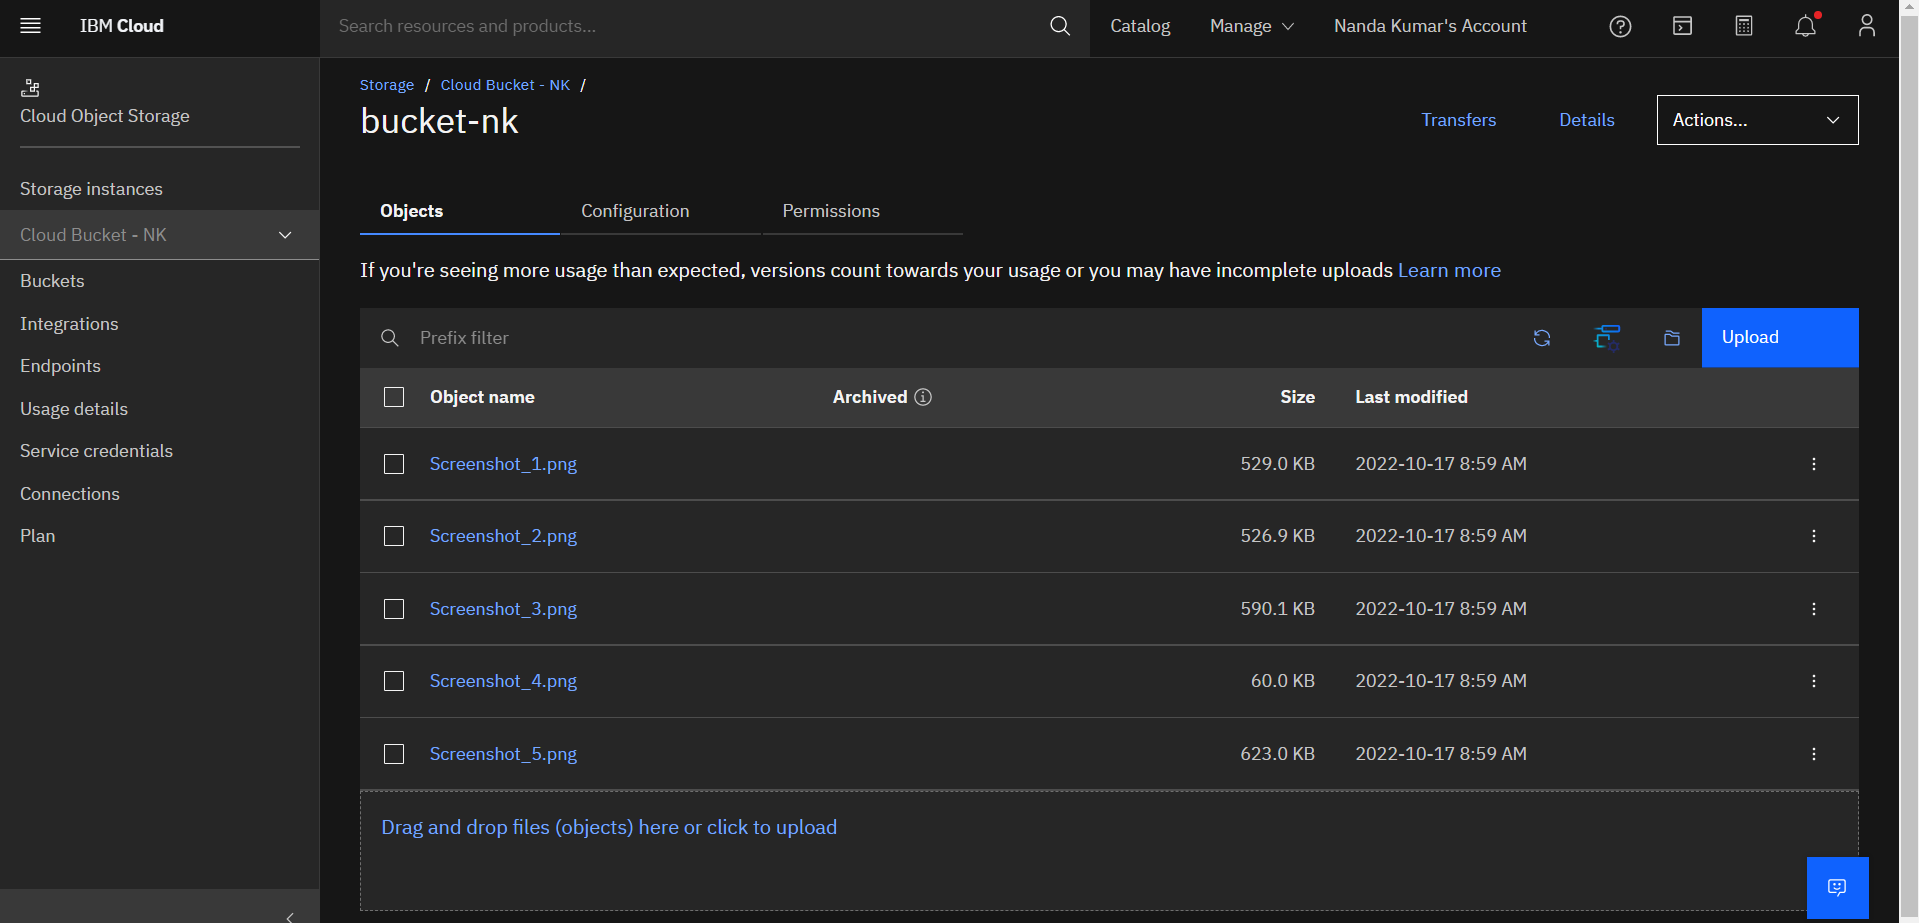 IBM Cloud
Search resources and products...
Catalog
Manage
Nanda Kumar's Account
Cloud Object Storage
Storage instances
Cloud Bucket - NK
Buckets
Integrations
Endpoints
Usage details
Service credentials
Connections
Plan
Storage / Cloud Bucket - NK /
bucket-nk
Transfers
Details
Actions...
Objects
Configuration
Permissions
If you're seeing more usage than expected, versions count towards your usage or you may have incomplete uploads Learn more
Prefix filter
Upload
Object name Archived Size Last modified
Screenshot_1.png 529.0 KB 2022-10-17 8:59 AM
Screenshot_2.png 526.9 KB 2022-10-17 8:59 AM
Screenshot_3.png 590.1 KB 2022-10-17 8:59 AM
Screenshot_4.png 60.0 KB 2022-10-17 8:59 AM
Screenshot_5.png 623.0 KB 2022-10-17 8:59 AM
Drag and drop files (objects) here or click to upload